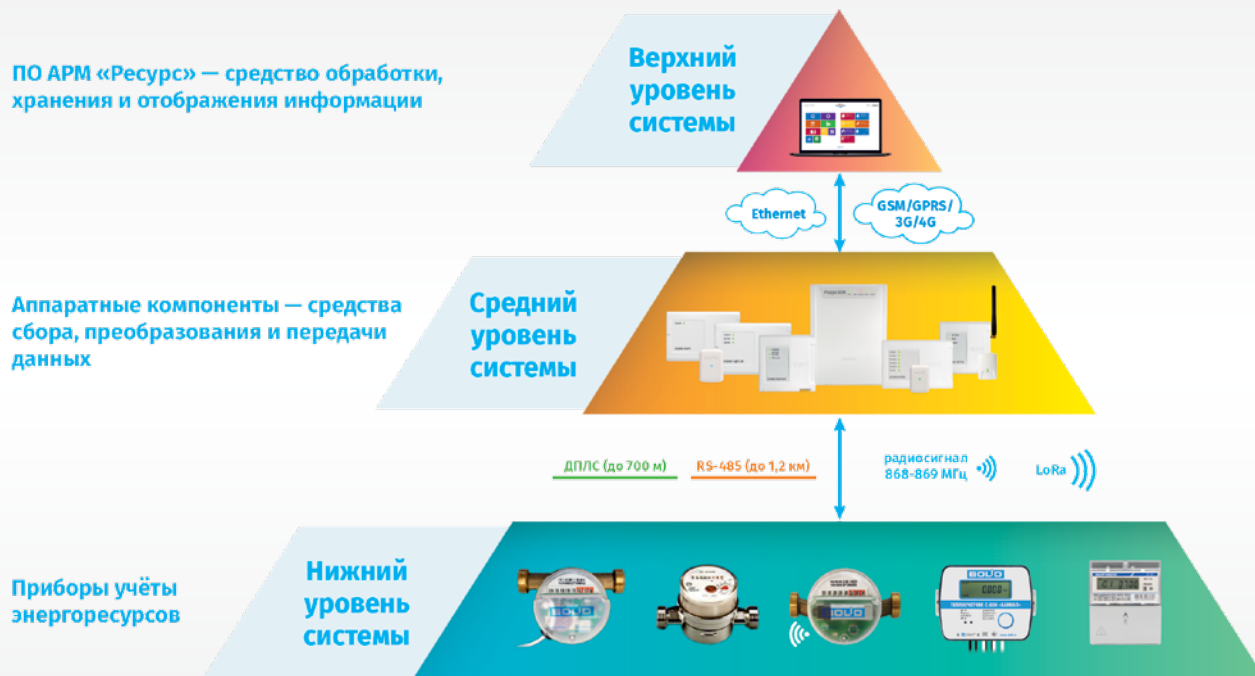 ПО АРМ «Ресурс» — средство обработки,
хранения и отображения информации
Верхний
уровень
системы
Ethernet
GSM/GPRS/
3G/4G
Аппаратные компоненты — средства
сбора, преобразования и передачи
данных
Средний
уровень
системы
ДПЛС (до 700 м)
RS-485 (до 1,2 км)
радиосигнал
868-869 МГц
LoRa
Приборы учёта
энергоресурсов
Нижний
уровень
системы
BOLID